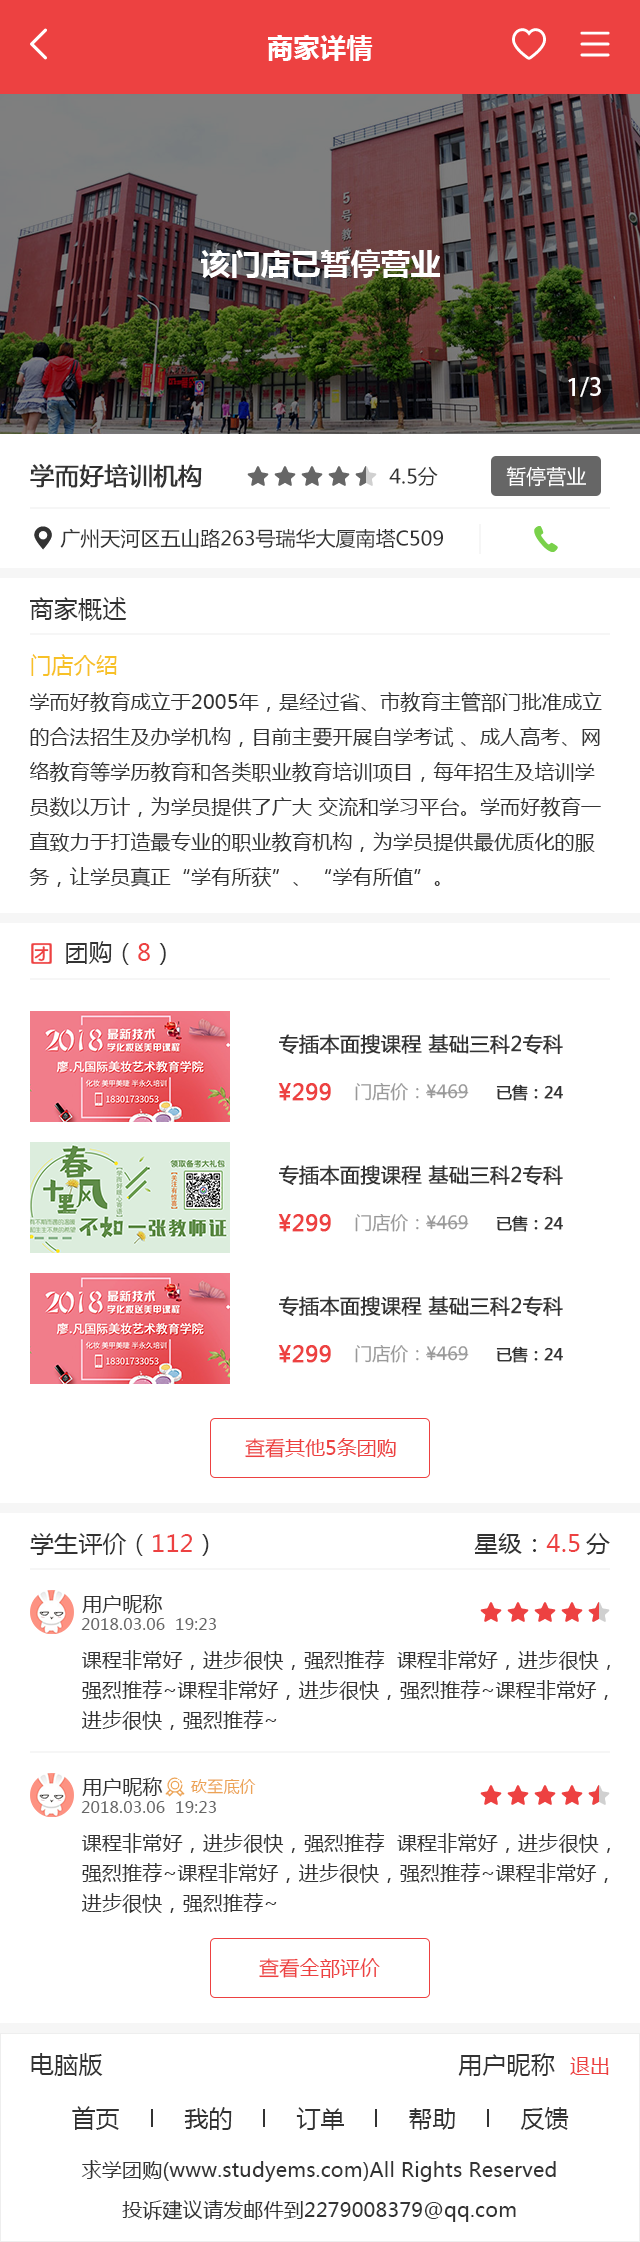 商家详情
5号教
该门店已暂停营业
1/3
学而好培训机构 4.5分 暂停营业
广州天河区五山路263号瑞华大厦南塔C509
商家概述
门店介绍
学而好教育成立于2005年，是经过省、市教育主管部门批准成立
的合法招生及办学机构，目前主要开展自学考试 、成人高考、网
络教育等学历教育和各类职业教育培训项目，每年招生及培训学
员数以万计，为学员提供了广大 交流和学习平台。学而好教育一
直致力于打造最专业的职业教育机构，为学员提供最优质化的服
务，让学员真正“学有所获”、“学有所值”。
团 团购（8）
2018 最新技术
学化妆送美甲课程
廖.凡国际美妆艺术教育学院
化妆 美甲美睫 半永久培训
18301733053
专插本面搜课程 基础三科2专科
¥299 门店价：¥469 已售：24
春
十里风
领取备考大礼包
不如一张教师证
专插本面搜课程 基础三科2专科
¥299 门店价：¥469 已售：24
2018 最新技术
学化妆送美甲课程
廖.凡国际美妆艺术教育学院
化妆 美甲美睫 半永久培训
18301733053
专插本面搜课程 基础三科2专科
¥299 门店价：¥469 已售：24
查看其他5条团购
学生评价（112） 星级：4.5 分
用户昵称
2018.03.06 19:23
课程非常好，进步很快，强烈推荐 课程非常好，进步很快，
强烈推荐~课程非常好，进步很快，强烈推荐~课程非常好，
进步很快，强烈推荐~
用户昵称 砍至底价
2018.03.06 19:23
课程非常好，进步很快，强烈推荐 课程非常好，进步很快，
强烈推荐~课程非常好，进步很快，强烈推荐~课程非常好，
进步很快，强烈推荐~
查看全部评价
电脑版 用户昵称 退出
首页 | 我的 | 订单 | 帮助 | 反馈
求学团购(www.studyems.com)All Rights Reserved
投诉建议请发邮件到2279008379@qq.com